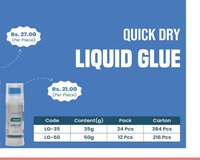 Rs. 27.00
(Per Piece)
QUICK DRY
LIQUID GLUE
Rs. 21.00
(Per Piece)
Code Content(g) Pack Carton
LG-35 35g 24 Pcs 384 Pcs
LG-50 50g 12 Pcs 216 Pcs